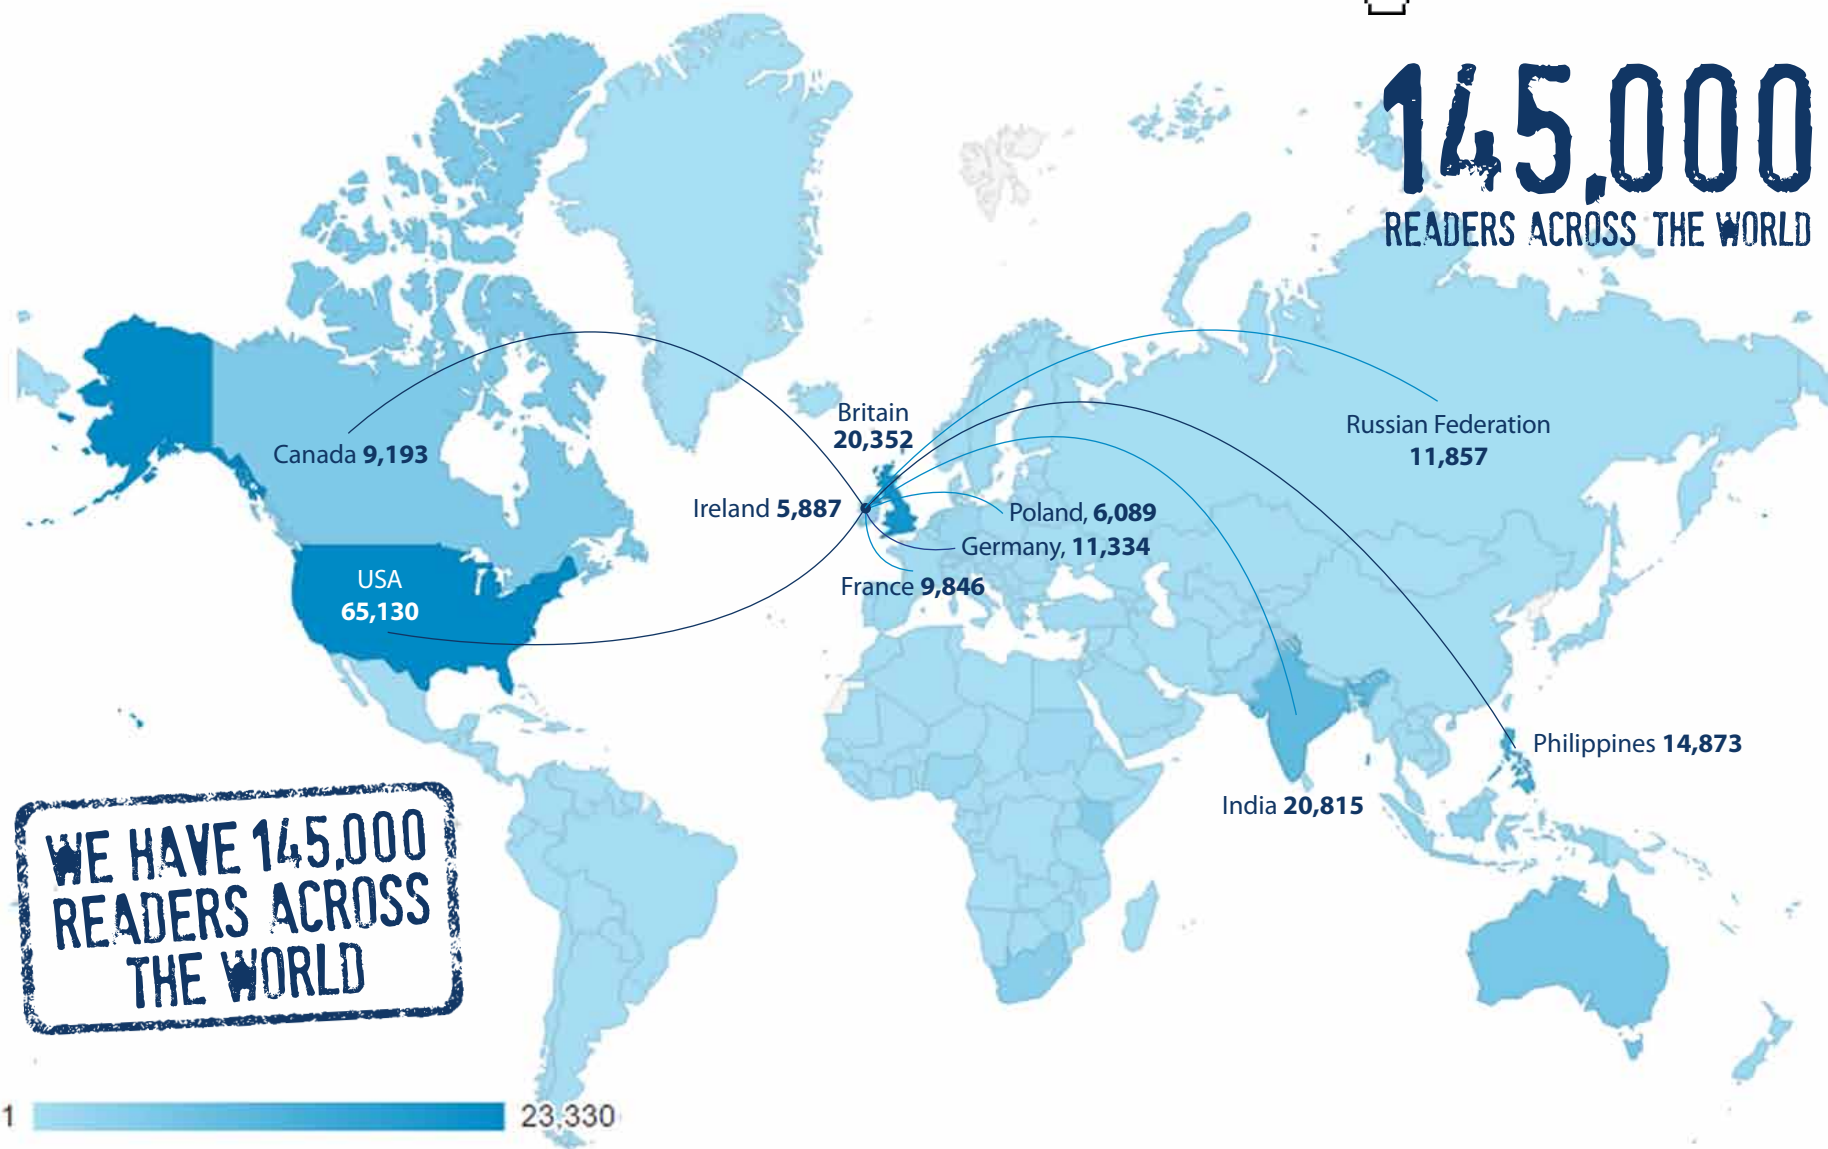 145,000
READERS ACROSS THE WORLD
Britain
20,352
Russian Federation
11,857
Canada 9,193
Ireland 5,887
Poland, 6,089
Germany, 11,334
France 9,846
USA
65,130
Philippines 14,873
India 20,815
WE HAVE 145,000
READERS ACROSS
THE WORLD
1
23,330